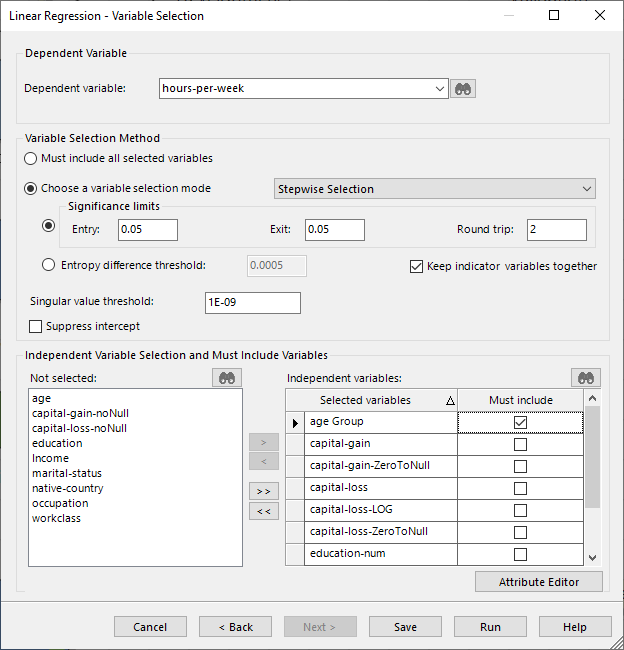 Linear Regression - Variable Selection
Dependent Variable
Dependent variable: hours-per-week
Variable Selection Method
Must include all selected variables
Choose a variable selection mode Stepwise Selection
Significance limits
Entry: 0.05 Exit: 0.05 Round trip: 2
Entropy difference threshold: 0.0005 Keep indicator variables together
Singular value threshold: 1E-09
Suppress intercept
Independent Variable Selection and Must Include Variables
Not selected:
age
capital-gain-noNull
capital-loss-noNull
education
Income
marital-status
native-country
occupation
workclass
>
<
>>
<<
Independent variables:
Selected variables Must include
age Group
capital-gain
capital-gain-ZeroToNull
capital-loss
capital-loss-LOG
capital-loss-ZeroToNull
education-num
Attribute Editor
Cancel < Back Next > Save Run Help